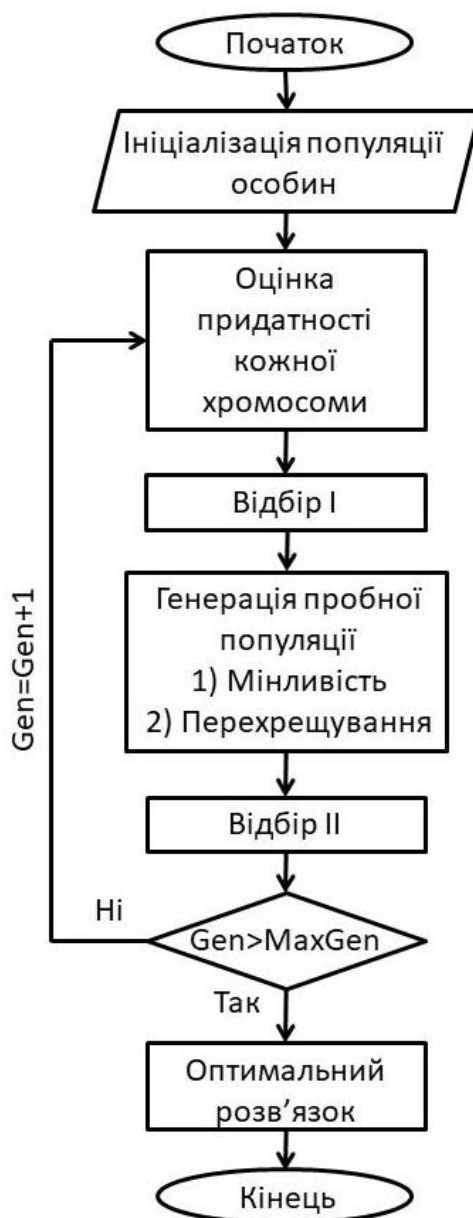 Початок
Ініціалізація популяції
особин
Оцінка
придатності
кожної
хромосоми
Відбір I
Генерація пробної
популяції
1) Мінливість
2) Перехрещування
Gen=Gen+1
Відбір II
Ні
Gen>MaxGen
Так
Оптимальний
розв’язок
Кінець